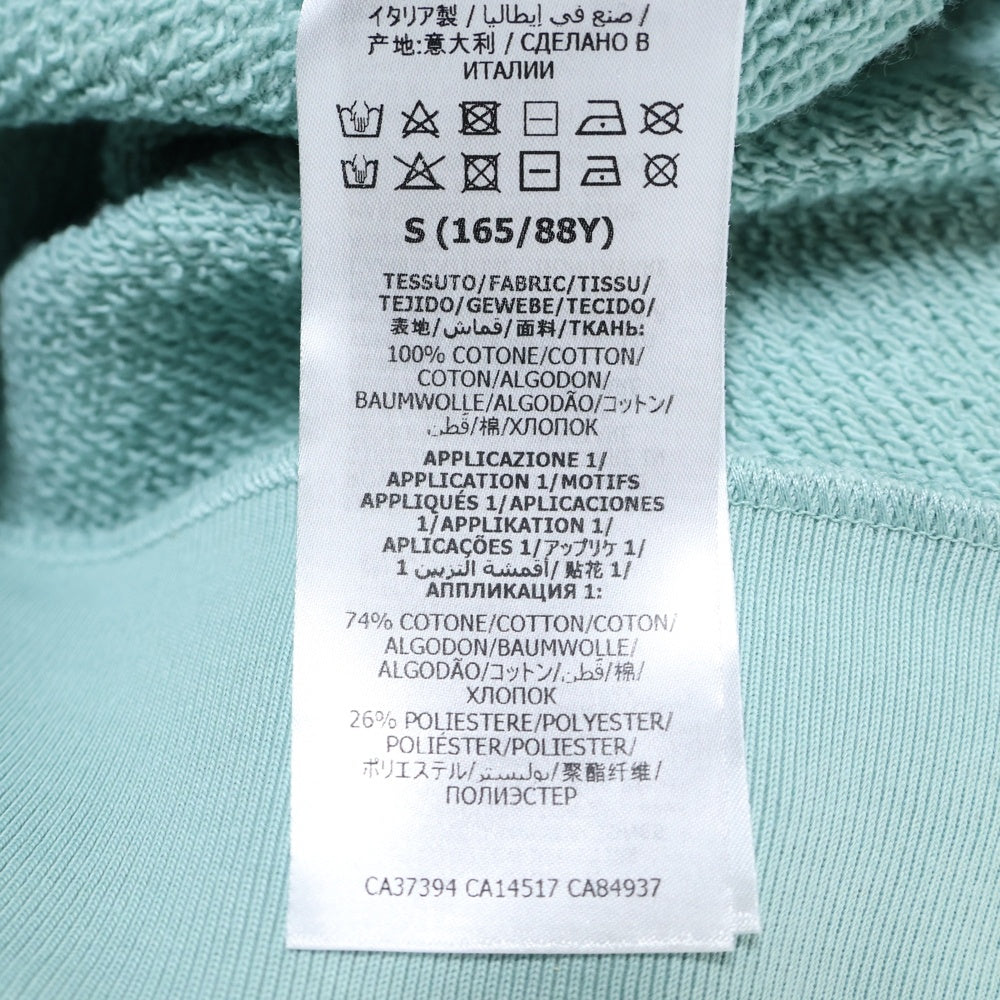 イタリア製 / صنع في إيطاليا /
产地:意大利 / СДЕЛАНО В
ИТАЛИИ
S (165/88Y)
TESSUTO/FABRIC/TISSU/
TEJIDO/GEWEBE/TECIDO/
表地/قماش/面料/ТКАНЬ:
100% COTONE/COTTON/
COTON/ALGODON/
BAUMWOLLE/ALGODÃO/コットン/
قطن/棉/ХЛОПОК
APPLICAZIONE 1/
APPLICATION 1/MOTIFS
APPLIQUÉS 1/APLICACIONES
1/APPLIKATION 1/
APLICAÇÕES 1/アップリケ 1/
أقمشة التزيين 1/贴花 1/
АППЛИКАЦИЯ 1:
74% COTONE/COTTON/COTON/
ALGODON/BAUMWOLLE/
ALGODÃO/コットン/قطن/棉/
ХЛОПОК
26% POLIESTERE/POLYESTER/
POLIÉSTER/POLIESTER/
ポリエステル/بوليستر/聚酯纤维/
ПОЛИЭСТЕР
CA37394 CA14517 CA84937